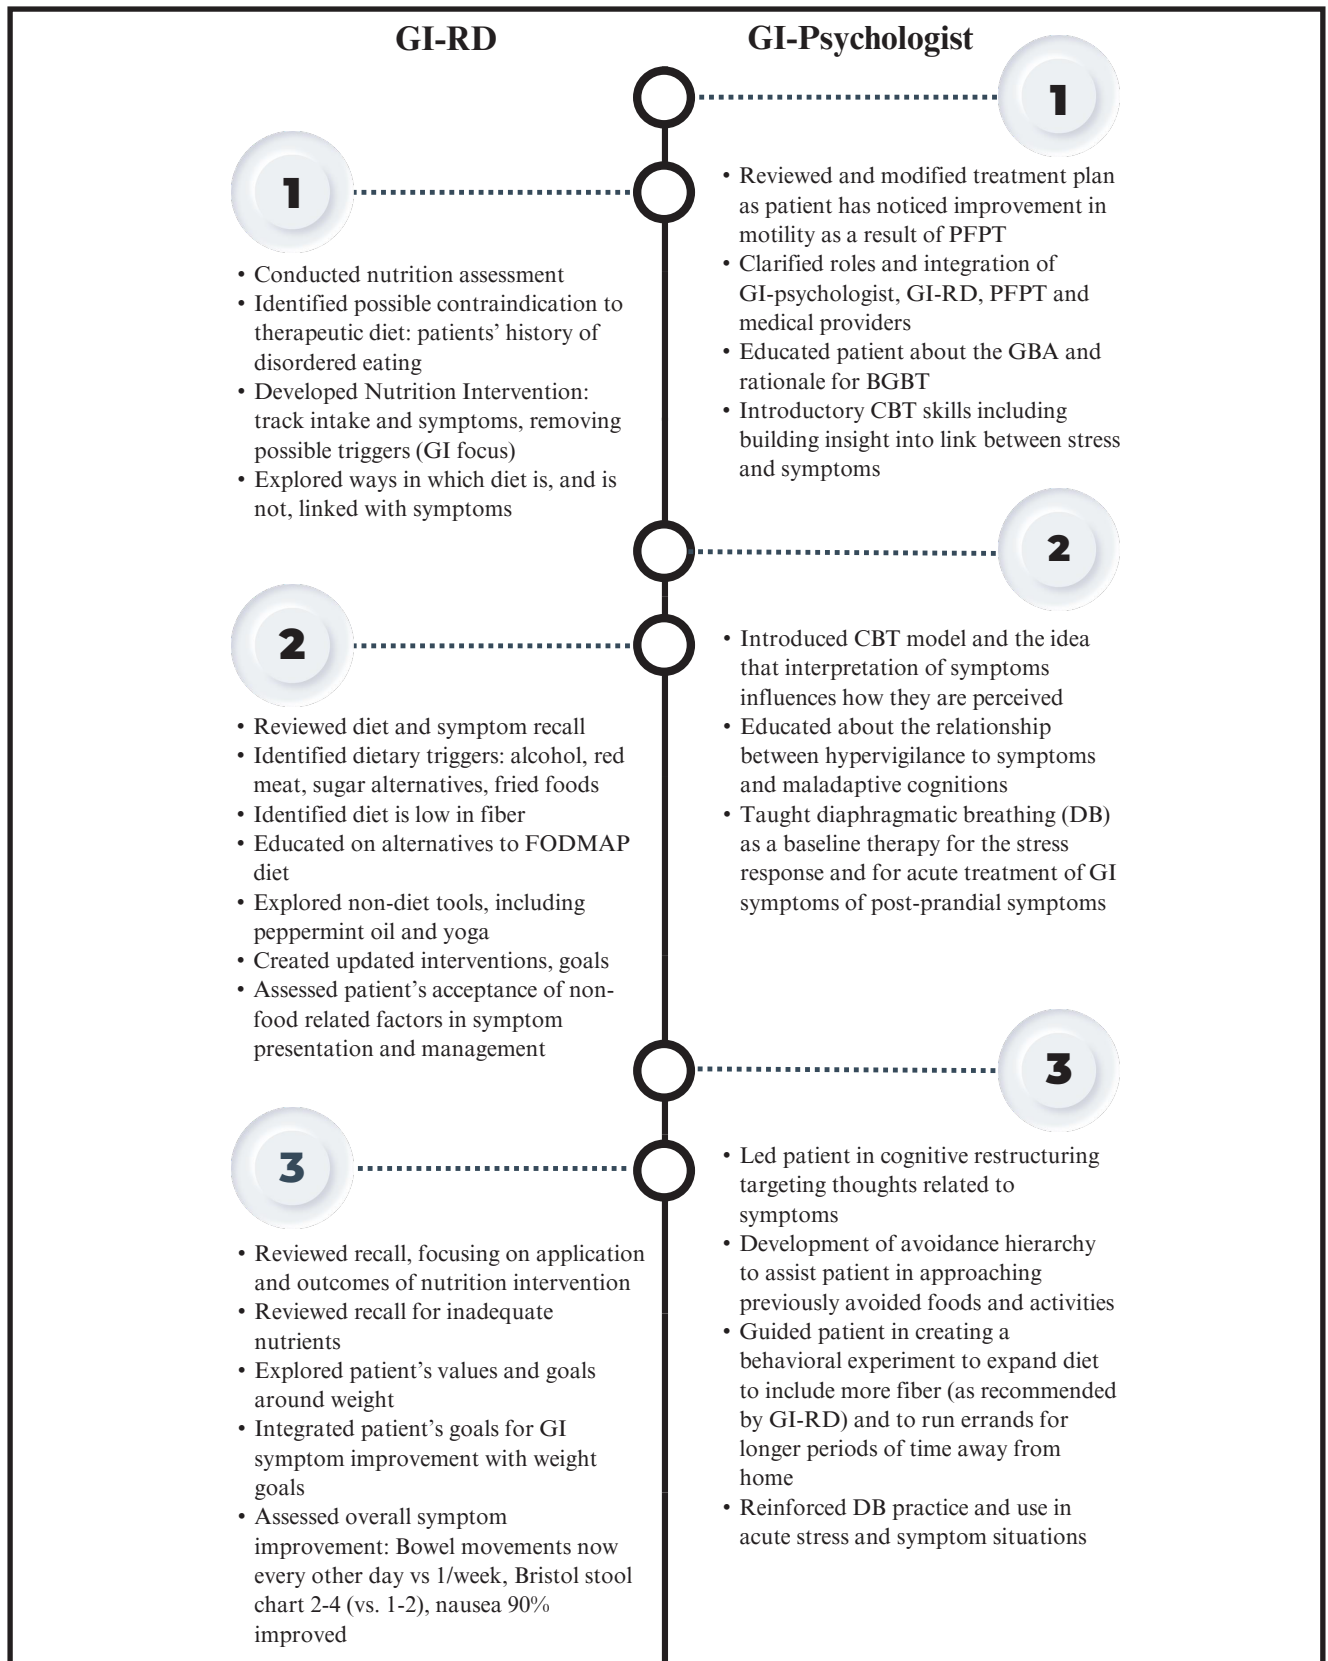 GI-RD
GI-Psychologist
1
• Reviewed and modified treatment plan
as patient has noticed improvement in
motility as a result of PFPT
• Clarified roles and integration of
GI-psychologist, GI-RD, PFPT and
medical providers
• Educated patient about the GBA and
rationale for BGBT
• Introductory CBT skills including
building insight into link between stress
and symptoms
1
• Conducted nutrition assessment
• Identified possible contraindication to
therapeutic diet: patients’ history of
disordered eating
• Developed Nutrition Intervention:
track intake and symptoms, removing
possible triggers (GI focus)
• Explored ways in which diet is, and is
not, linked with symptoms
2
• Introduced CBT model and the idea
that interpretation of symptoms
influences how they are perceived
• Educated about the relationship
between hypervigilance to symptoms
and maladaptive cognitions
• Taught diaphragmatic breathing (DB)
as a baseline therapy for the stress
response and for acute treatment of GI
symptoms of post-prandial symptoms
2
• Reviewed diet and symptom recall
• Identified dietary triggers: alcohol, red
meat, sugar alternatives, fried foods
• Identified diet is low in fiber
• Educated on alternatives to FODMAP
diet
• Explored non-diet tools, including
peppermint oil and yoga
• Created updated interventions, goals
• Assessed patient’s acceptance of non-
food related factors in symptom
presentation and management
3
• Led patient in cognitive restructuring
targeting thoughts related to
symptoms
• Development of avoidance hierarchy
to assist patient in approaching
previously avoided foods and activities
• Guided patient in creating a
behavioral experiment to expand diet
to include more fiber (as recommended
by GI-RD) and to run errands for
longer periods of time away from
home
• Reinforced DB practice and use in
acute stress and symptom situations
3
• Reviewed recall, focusing on application
and outcomes of nutrition intervention
• Reviewed recall for inadequate
nutrients
• Explored patient’s values and goals
around weight
• Integrated patient’s goals for GI
symptom improvement with weight
goals
• Assessed overall symptom
improvement: Bowel movements now
every other day vs 1/week, Bristol stool
chart 2-4 (vs. 1-2), nausea 90%
improved